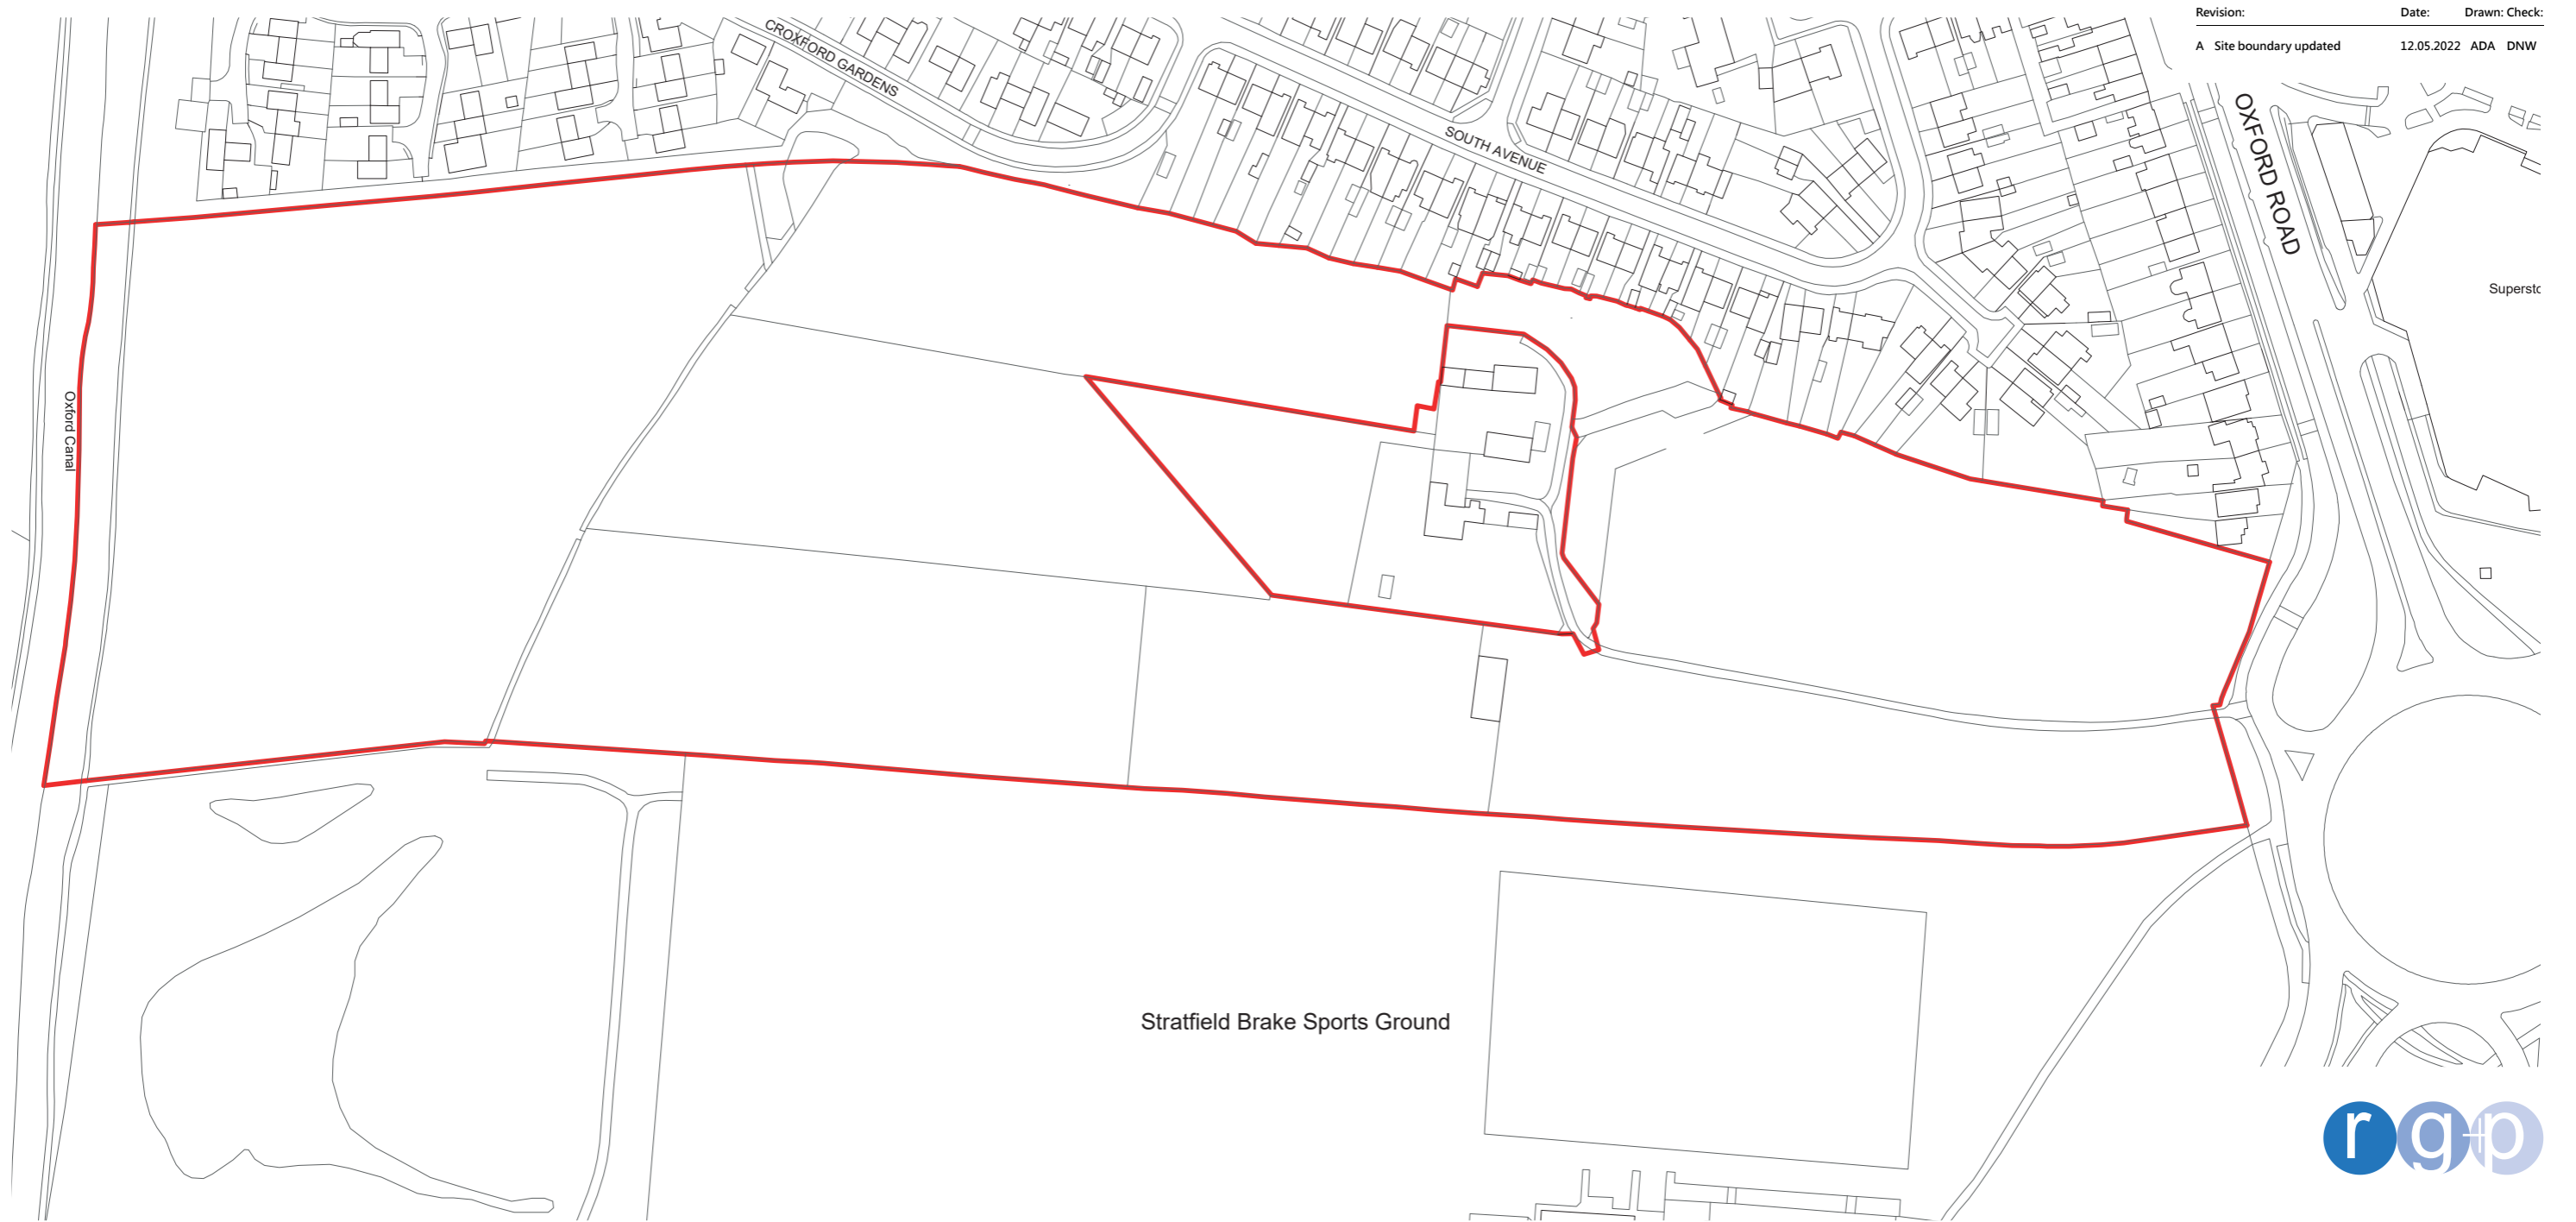 Revision: Date: Drawn: Check:
A Site boundary updated 12.05.2022 ADA DNW
CROXFORD GARDENS
SOUTH AVENUE
OXFORD ROAD
Superstc
Oxford Canal
Stratfield Brake Sports Ground
rg+p